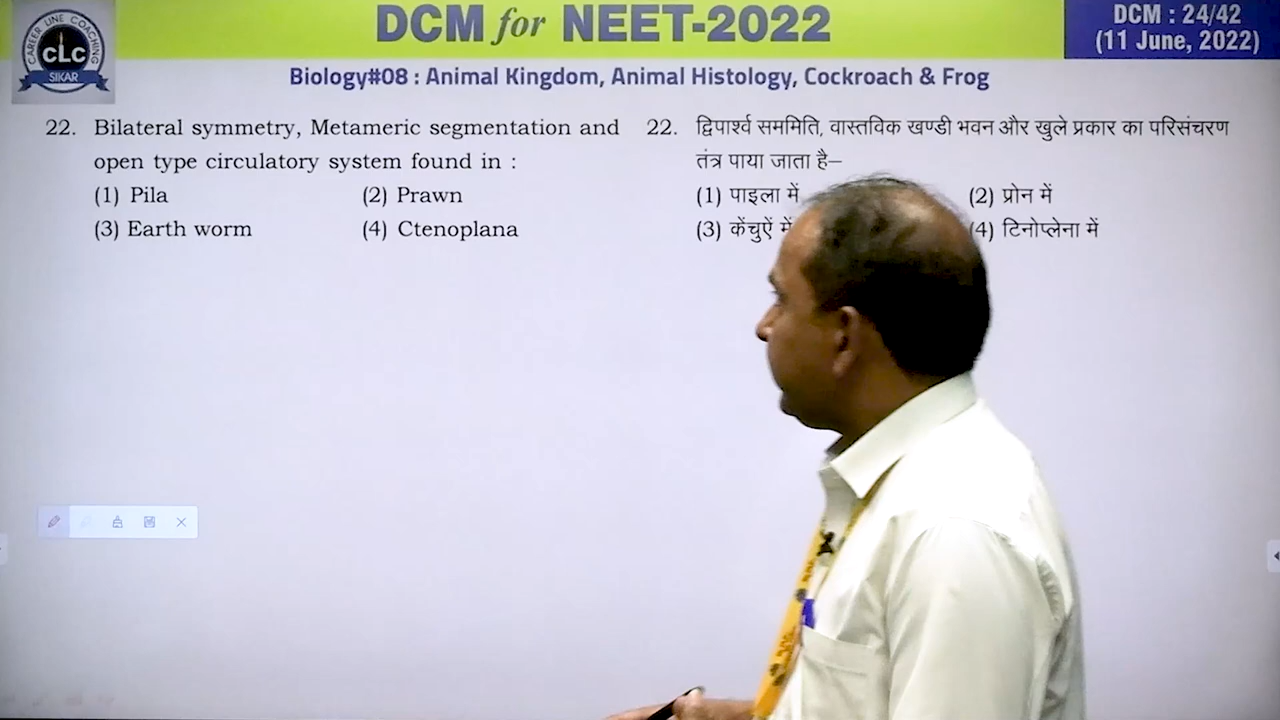 DCM for NEET-2022
DCM : 24/42
(11 June, 2022)
CAREER LINE COACHING
CLC
SIKAR
Biology#08 : Animal Kingdom, Animal Histology, Cockroach & Frog
22. Bilateral symmetry, Metameric segmentation and
open type circulatory system found in :
(1) Pila (2) Prawn
(3) Earth worm (4) Ctenoplana
22. द्विपार्श्व सममिति, वास्तविक खण्डी भवन और खुले प्रकार का परिसंचरण
तंत्र पाया जाता है–
(1) पाइला में (2) प्रोन में
(3) केंचुऐं में (4) टिनोप्लेना में